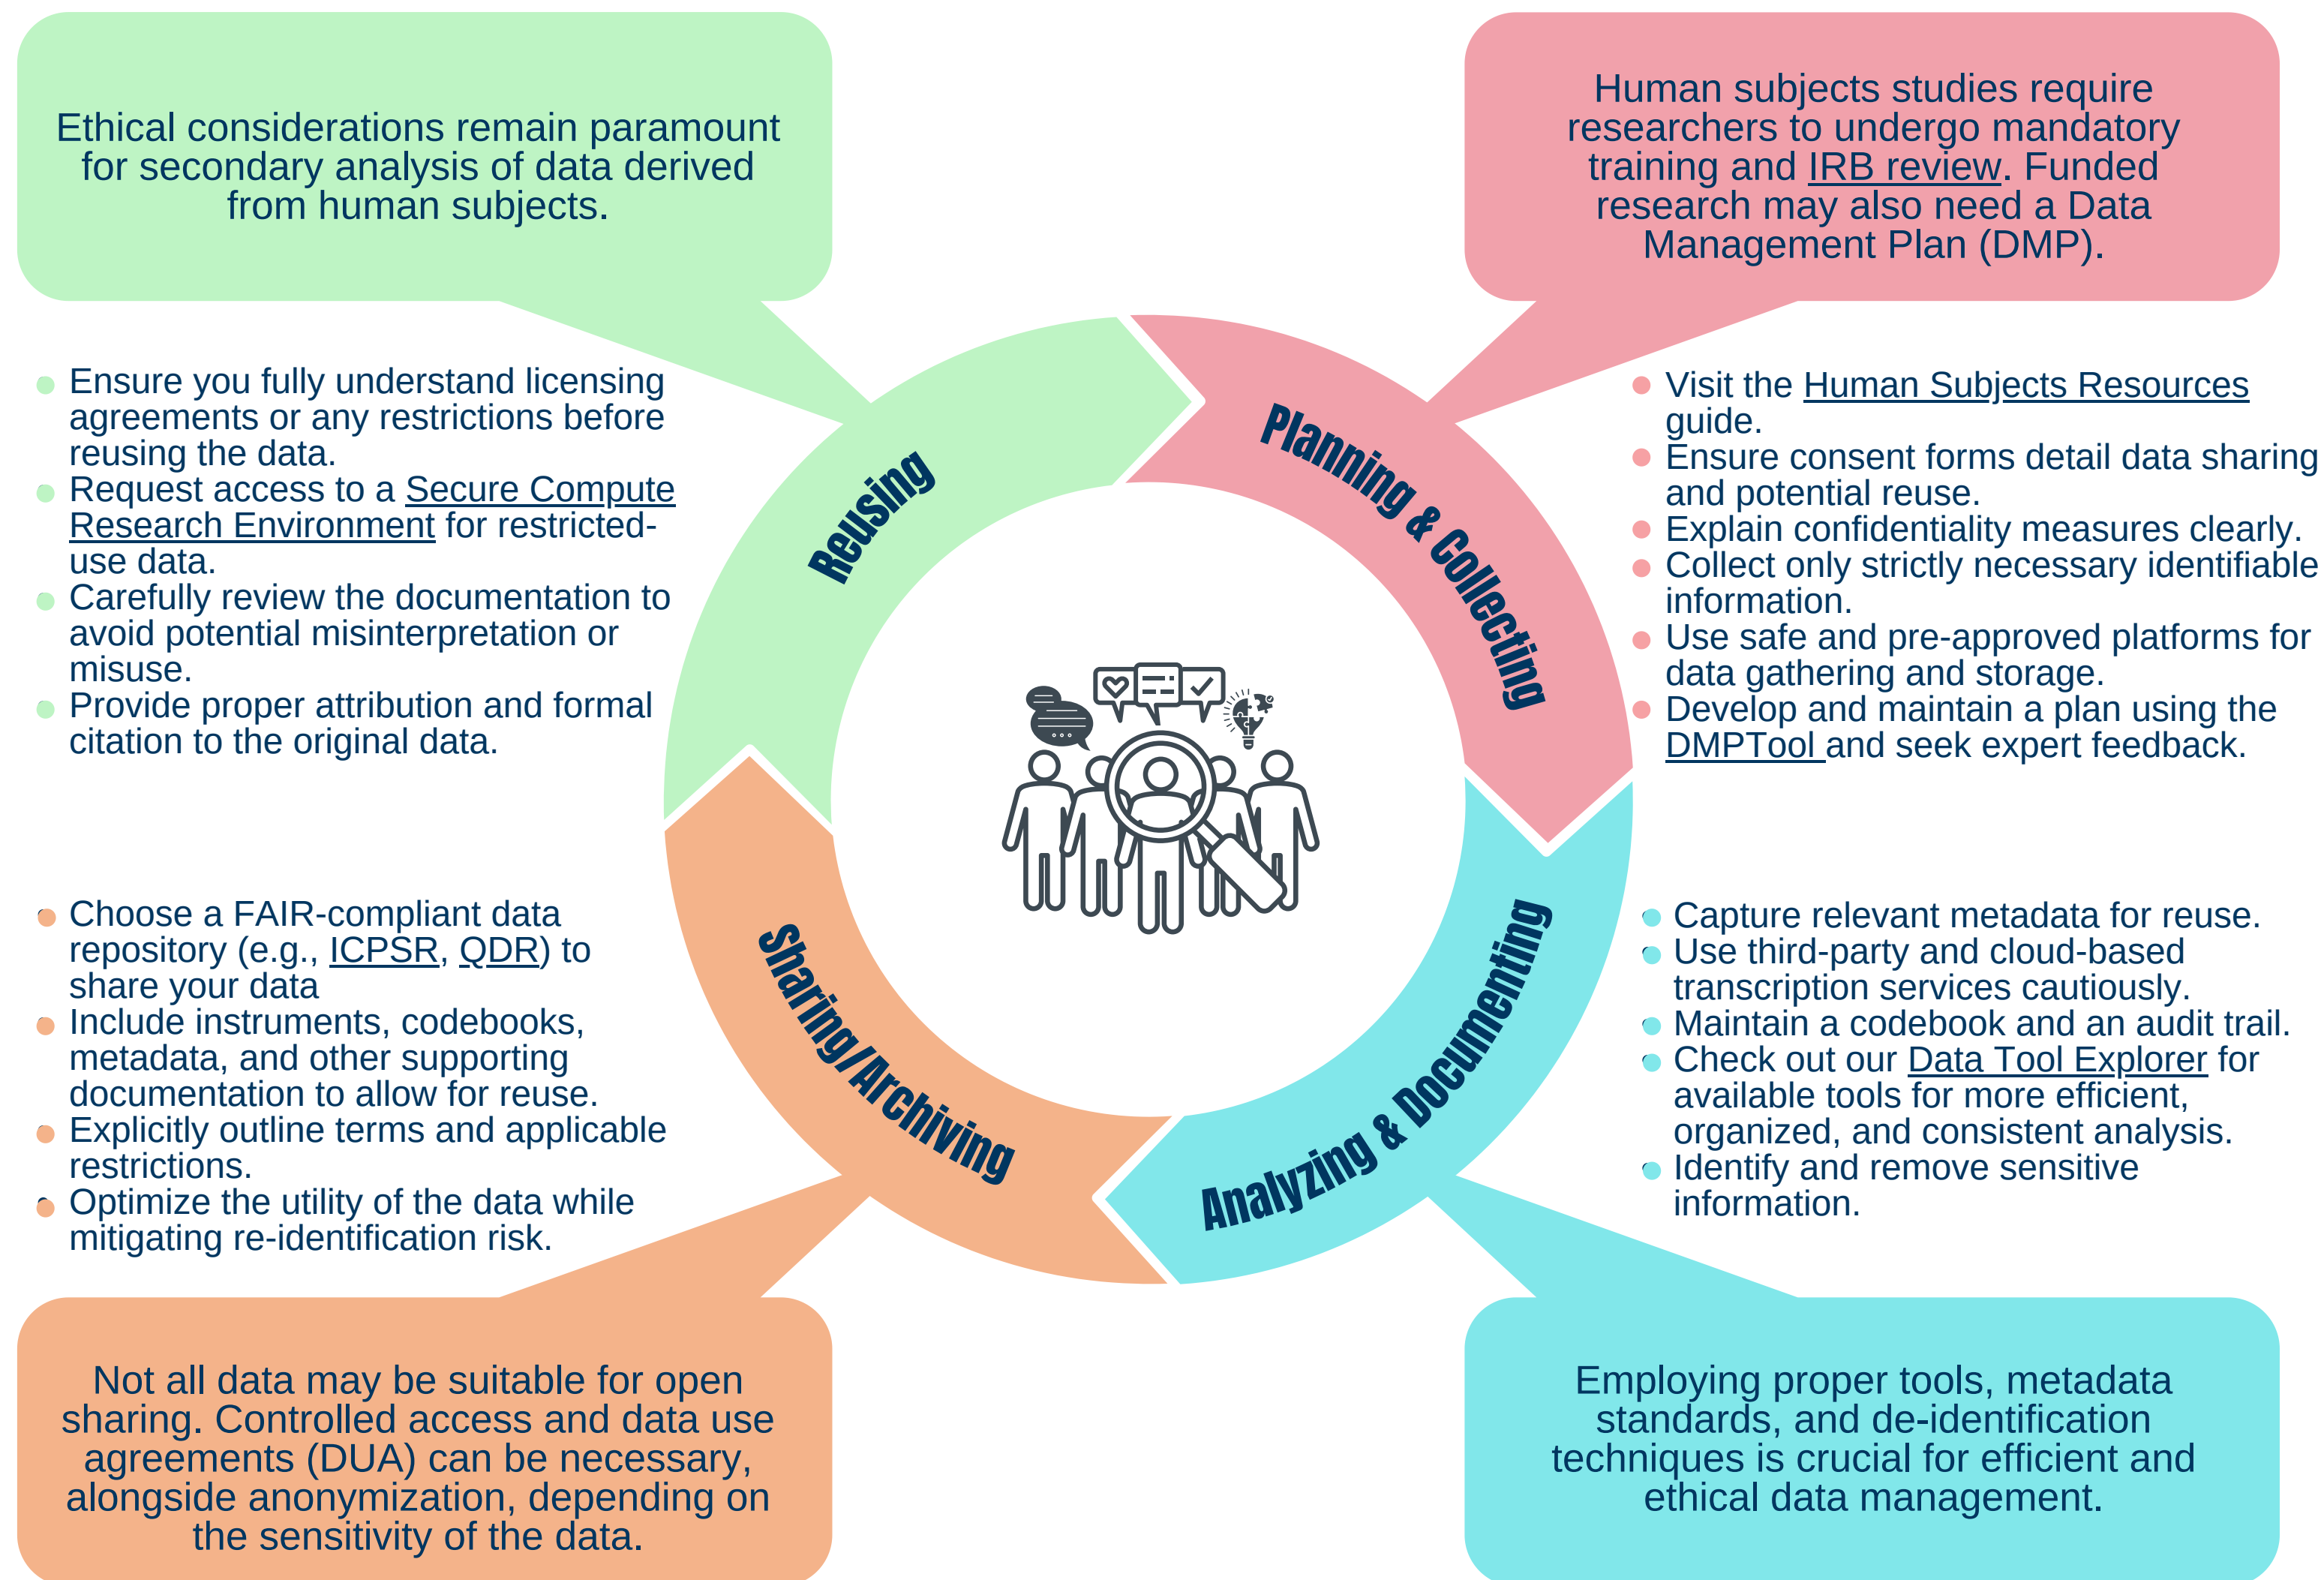 Ethical considerations remain paramount
for secondary analysis of data derived
from human subjects.
Human subjects studies require
researchers to undergo mandatory
training and IRB review. Funded
research may also need a Data
Management Plan (DMP).
Ensure you fully understand licensing
agreements or any restrictions before
reusing the data.
Request access to a Secure Compute
Research Environment for restricted-
use data.
Carefully review the documentation to
avoid potential misinterpretation or
misuse.
Provide proper attribution and formal
citation to the original data.
Reusing
Planning & Collecting
Visit the Human Subjects Resources
guide.
Ensure consent forms detail data sharing
and potential reuse.
Explain confidentiality measures clearly.
Collect only strictly necessary identifiable
information.
Use safe and pre-approved platforms for
data gathering and storage.
Develop and maintain a plan using the
DMPTool and seek expert feedback.
Choose a FAIR-compliant data
repository (e.g., ICPSR, QDR) to
share your data
Include instruments, codebooks,
metadata, and other supporting
documentation to allow for reuse.
Explicitly outline terms and applicable
restrictions.
Optimize the utility of the data while
mitigating re-identification risk.
Sharing/Archiving
Analyzing & Documenting
Capture relevant metadata for reuse.
Use third-party and cloud-based
transcription services cautiously.
Maintain a codebook and an audit trail.
Check out our Data Tool Explorer for
available tools for more efficient,
organized, and consistent analysis.
Identify and remove sensitive
information.
Not all data may be suitable for open
sharing. Controlled access and data use
agreements (DUA) can be necessary,
alongside anonymization, depending on
the sensitivity of the data.
Employing proper tools, metadata
standards, and de-identification
techniques is crucial for efficient and
ethical data management.